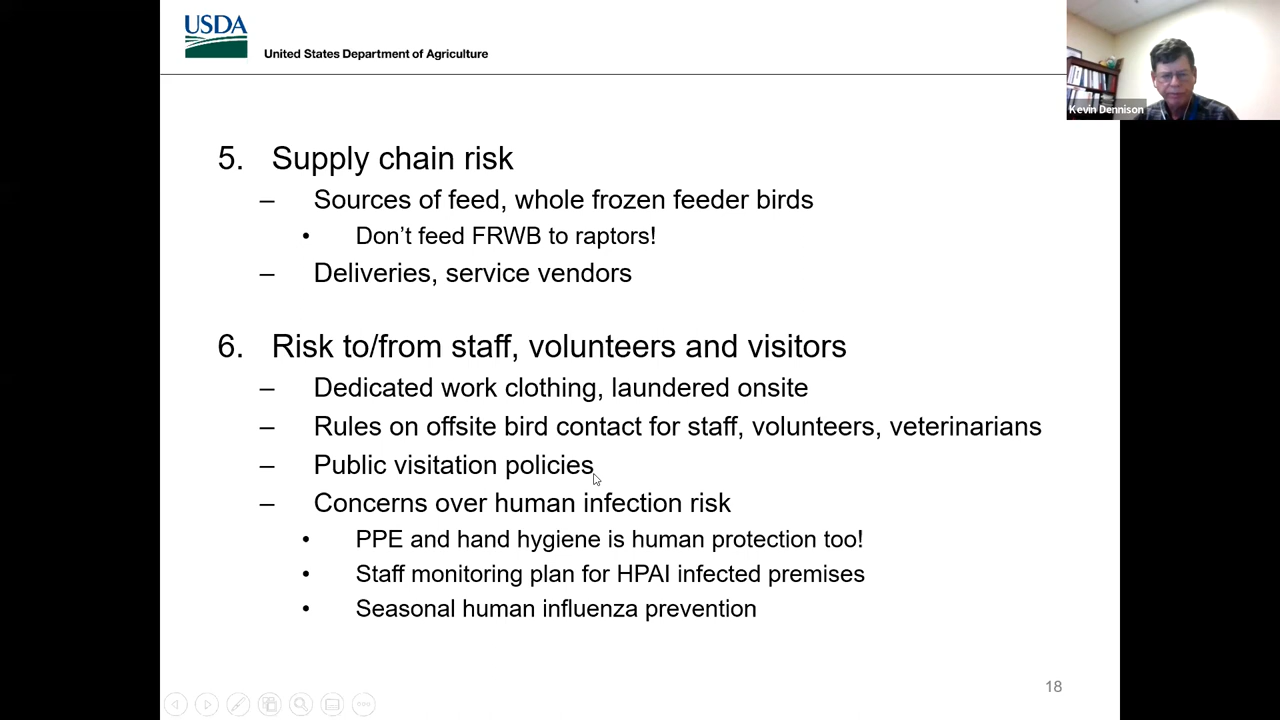 USDA
United States Department of Agriculture
Kevin Dennison
5. Supply chain risk
– Sources of feed, whole frozen feeder birds
• Don’t feed FRWB to raptors!
– Deliveries, service vendors
6. Risk to/from staff, volunteers and visitors
– Dedicated work clothing, laundered onsite
– Rules on offsite bird contact for staff, volunteers, veterinarians
– Public visitation policies
– Concerns over human infection risk
• PPE and hand hygiene is human protection too!
• Staff monitoring plan for HPAI infected premises
• Seasonal human influenza prevention
18